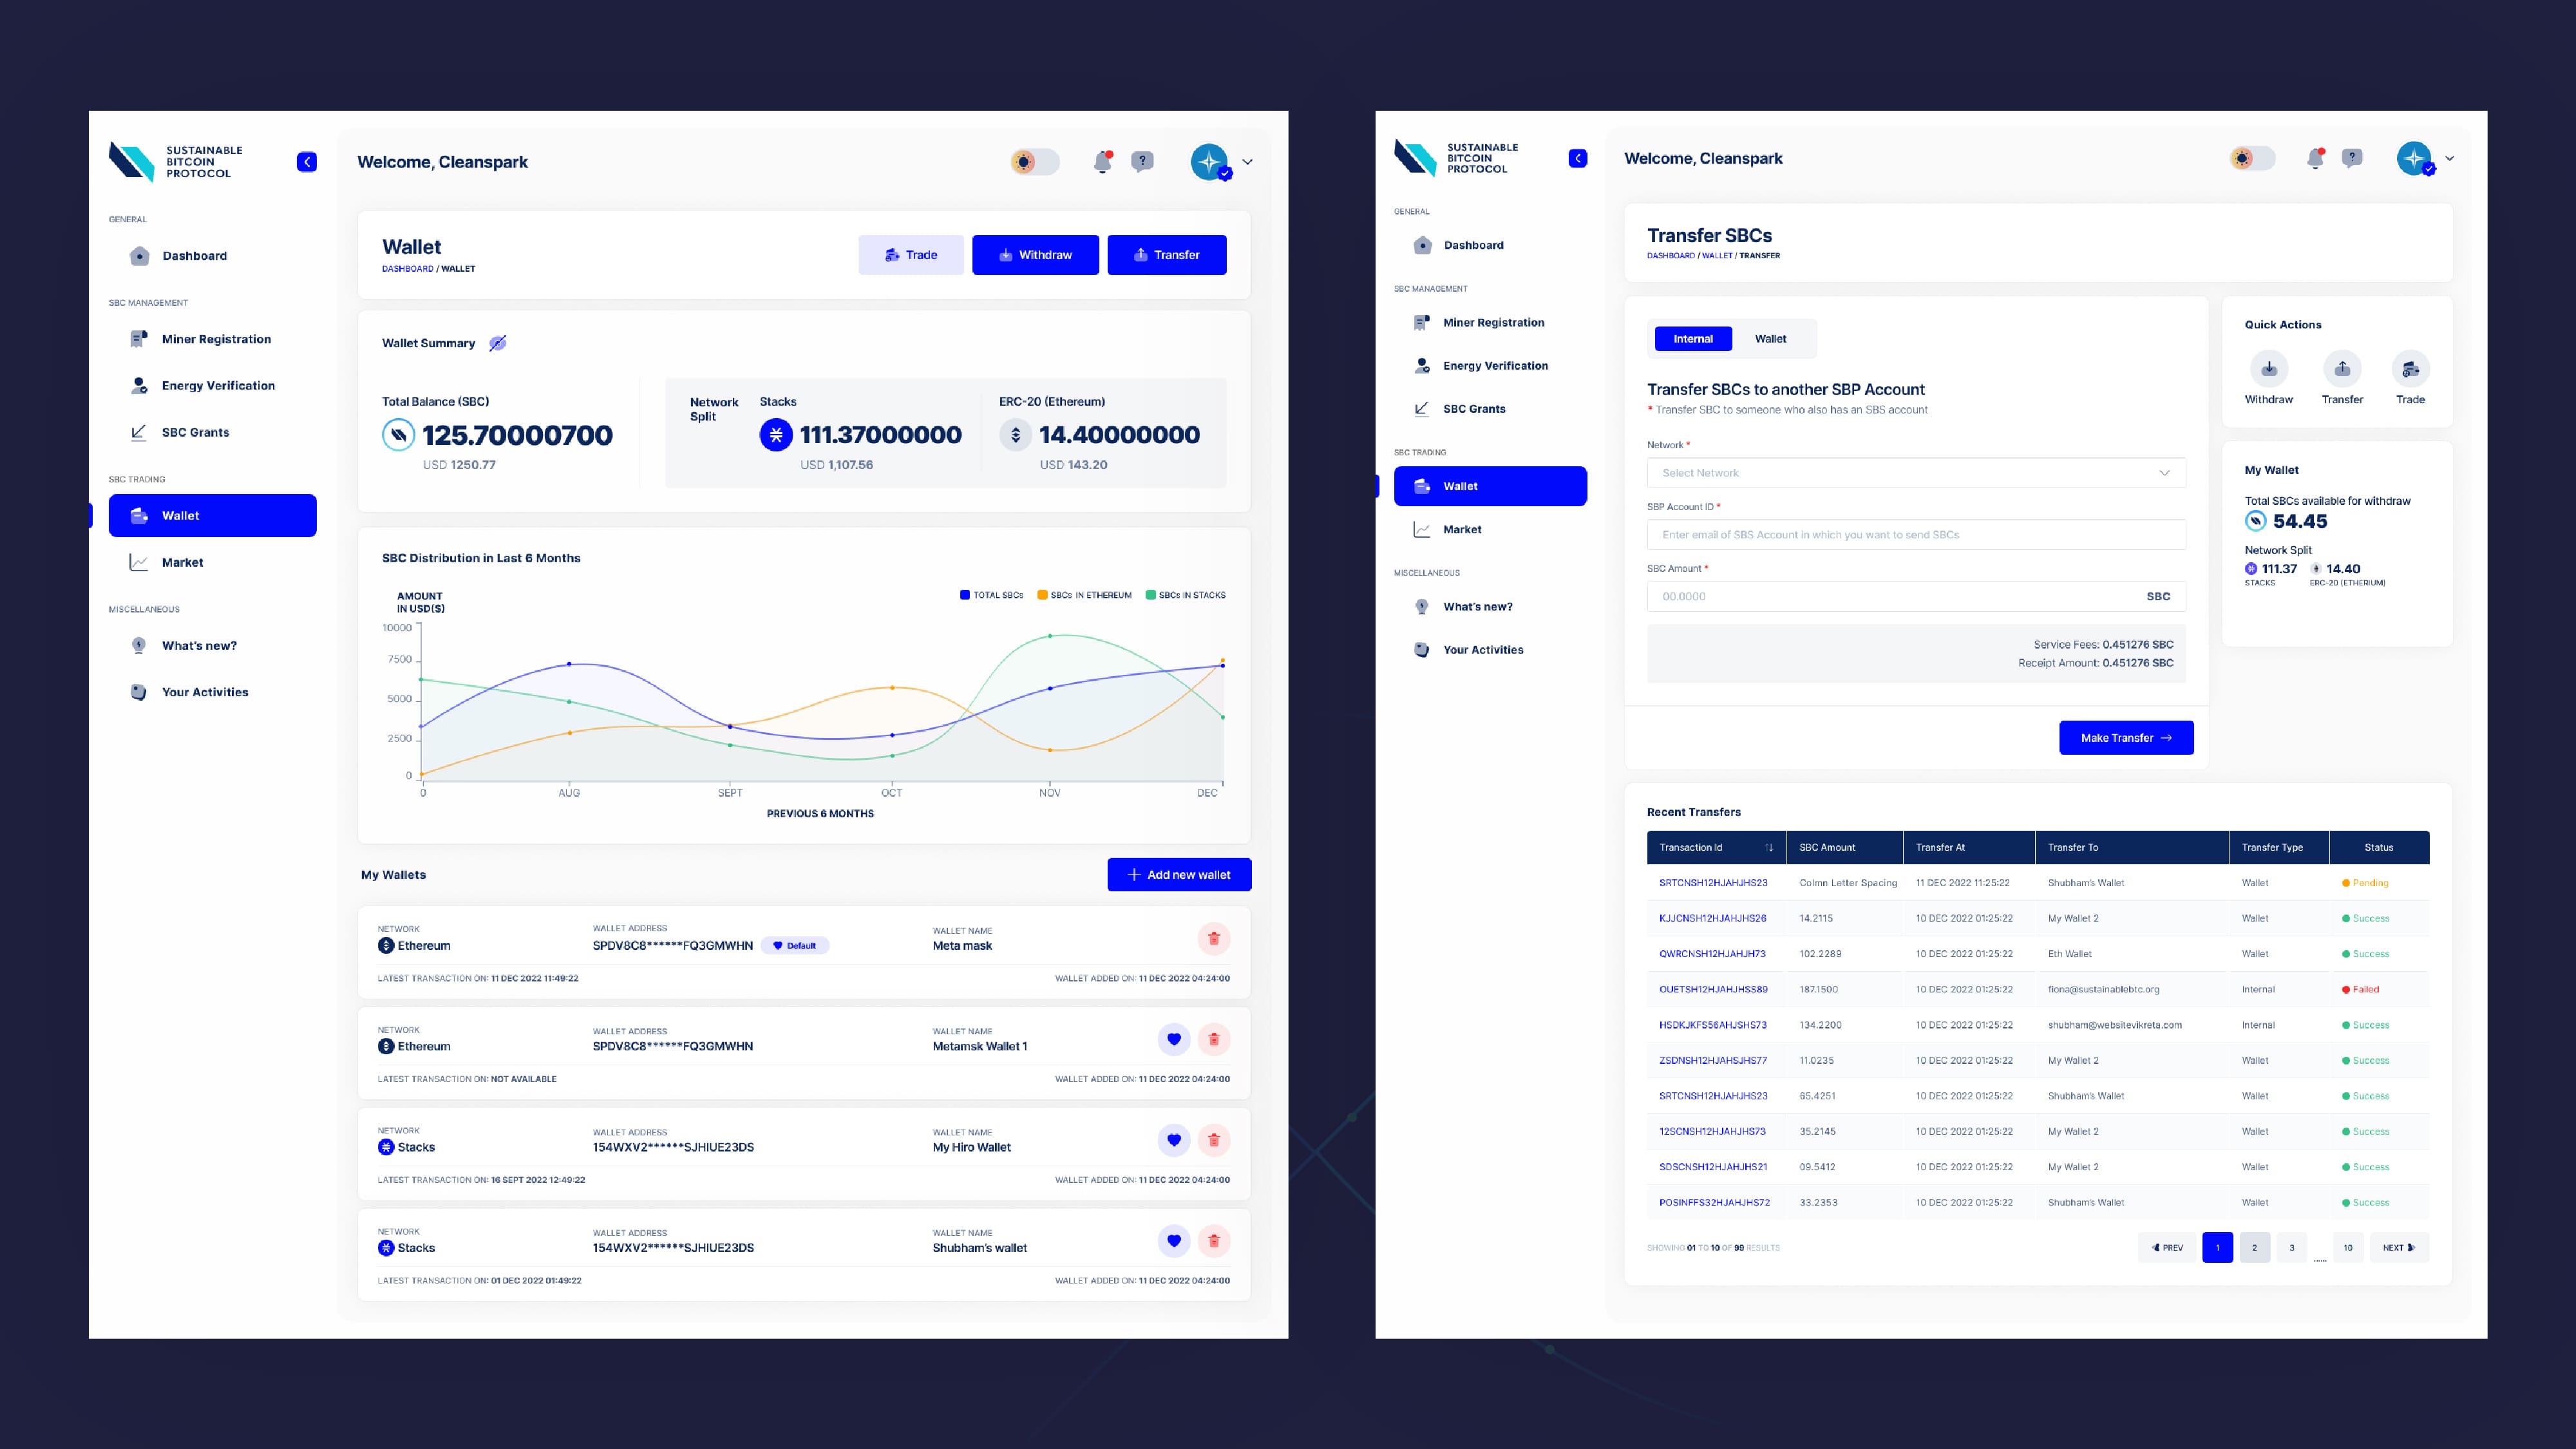 SUSTAINABLE
BITCOIN
PROTOCOL
GENERAL
Dashboard
SBC MANAGEMENT
Miner Registration
Energy Verification
SBC Grants
SBC TRADING
Wallet
Market
MISCELLANEOUS
What's new?
Your Activities
Welcome, Cleanspark
?
Wallet
DASHBOARD / WALLET
Trade
Withdraw
Transfer
Wallet Summary
Total Balance (SBC)
125.70000700
USD 1250.77
Network
Split
Stacks
111.37000000
USD 1,107.56
ERC-20 (Ethereum)
14.40000000
USD 143.20
SBC Distribution in Last 6 Months
AMOUNT
IN USD($)
TOTAL SBCs SBCs IN ETHEREUM SBCs IN STACKS
10000
7500
5000
2500
0
0 AUG SEPT OCT NOV DEC
PREVIOUS 6 MONTHS
My Wallets
Add new wallet
NETWORK WALLET ADDRESS WALLET NAME
Ethereum SPDV8C8******FQ3GMWHN Default Meta mask
LATEST TRANSACTION ON: 11 DEC 2022 11:49:22 WALLET ADDED ON: 11 DEC 2022 04:24:00
NETWORK WALLET ADDRESS WALLET NAME
Ethereum SPDV8C8******FQ3GMWHN Metamsk Wallet 1
LATEST TRANSACTION ON: NOT AVAILABLE WALLET ADDED ON: 11 DEC 2022 04:24:00
NETWORK WALLET ADDRESS WALLET NAME
Stacks 154WXV2******SJHIUE23DS My Hiro Wallet
LATEST TRANSACTION ON: 16 SEPT 2022 12:49:22 WALLET ADDED ON: 11 DEC 2022 04:24:00
NETWORK WALLET ADDRESS WALLET NAME
Stacks 154WXV2******SJHIUE23DS Shubham's wallet
LATEST TRANSACTION ON: 01 DEC 2022 01:49:22 WALLET ADDED ON: 11 DEC 2022 04:24:00
SUSTAINABLE
BITCOIN
PROTOCOL
GENERAL
Dashboard
SBC MANAGEMENT
Miner Registration
Energy Verification
SBC Grants
SBC TRADING
Wallet
Market
MISCELLANEOUS
What's new?
Your Activities
Welcome, Cleanspark
?
Transfer SBCs
DASHBOARD / WALLET / TRANSFER
Internal Wallet
Transfer SBCs to another SBP Account
* Transfer SBC to someone who also has an SBS account
Network *
Select Network
SBP Account ID *
Enter email of SBS Account in which you want to send SBCs
SBC Amount *
00.0000 SBC
Service Fees: 0.451276 SBC
Receipt Amount: 0.451276 SBC
Make Transfer
Quick Actions
Withdraw Transfer Trade
My Wallet
Total SBCs available for withdraw
54.45
Network Split
111.37 14.40
STACKS ERC-20 (ETHERIUM)
Recent Transfers
Transaction Id SBC Amount Transfer At Transfer To Transfer Type Status
SRTCNSH12HJAHJHS23 Colmn Letter Spacing 11 DEC 2022 11:25:22 Shubham's Wallet Wallet Pending
KJJCNSH12HJAHJHS26 14.2115 10 DEC 2022 01:25:22 My Wallet 2 Wallet Success
QWRCNSH12HJAHJH73 102.2289 10 DEC 2022 01:25:22 Eth Wallet Wallet Success
OUETSH12HJAHJHSS89 187.1500 10 DEC 2022 01:25:22 fiona@sustainablebtc.org Internal Failed
HSDKJKFS56AHJSHS73 134.2200 10 DEC 2022 01:25:22 shubham@websitevikreta.com Internal Success
ZSDNSH12HJAHSJHS77 11.0235 10 DEC 2022 01:25:22 My Wallet 2 Wallet Success
SRTCNSH12HJAHJHS23 65.4251 10 DEC 2022 01:25:22 Shubham's Wallet Wallet Success
12SCNSH12HJAHJHS73 35.2145 10 DEC 2022 01:25:22 My Wallet 2 Wallet Success
SDSCNSH12HJAHJHS21 09.5412 10 DEC 2022 01:25:22 My Wallet 2 Wallet Success
POSINFFS32HJAHJHS72 33.2353 10 DEC 2022 01:25:22 Shubham's Wallet Wallet Success
SHOWING 01 TO 10 OF 99 RESULTS
PREV 1 2 3 ...... 10 NEXT